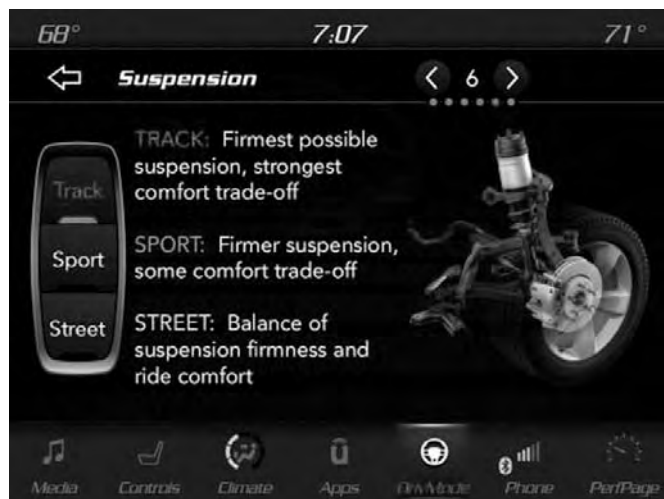 68° 7:07 71°
Suspension 6
TRACK: Firmest possible
suspension, strongest
comfort trade-off
Track
SPORT: Firmer suspension,
some comfort trade-off
Sport
STREET: Balance of
suspension firmness and
ride comfort
Street
Media Controls Climate Apps DrvMode Phone PerfPage